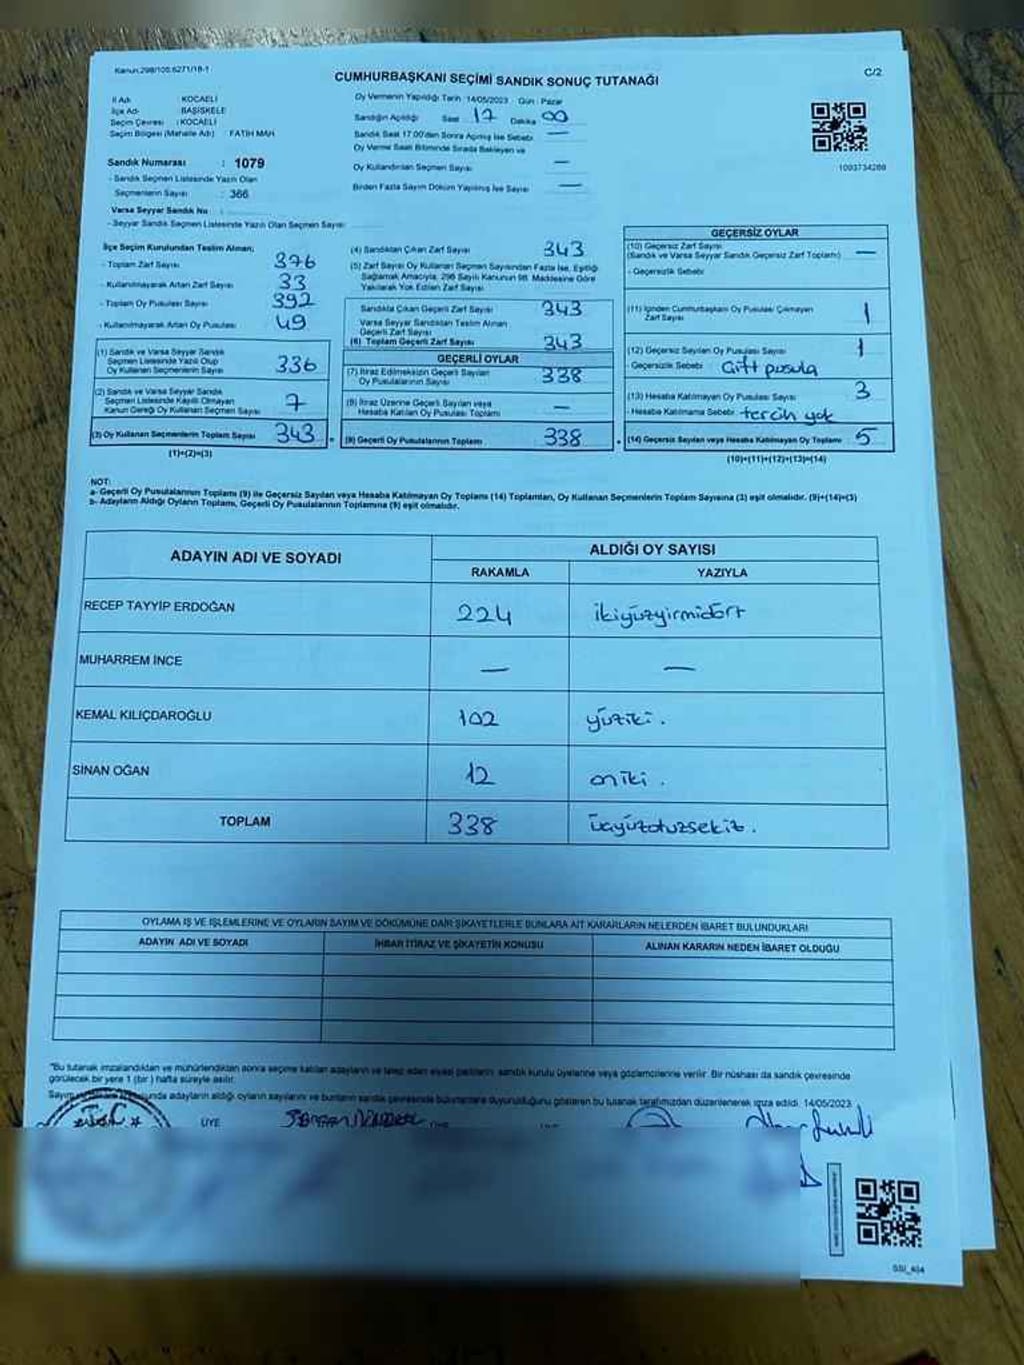 Kanun:298/105,6271/18-1
CUMHURBAŞKANI SEÇİMİ SANDIK SONUÇ TUTANAĞI
C/2
İl Adı : KOCAELİ
İlçe Adı : BAŞİSKELE
Seçim Çevresi : KOCAELİ
Seçim Bölgesi (Mahalle Adı) : FATİH MAH
Sandık Numarası : 1079
- Sandık Seçmen Listesinde Yazılı Olan
Seçmenlerin Sayısı : 366
Varsa Seyyar Sandık No :
- Seyyar Sandık Seçmen Listesinde Yazılı Olan Seçmen Sayısı:
Oy Vermenin Yapıldığı Tarih : 14/05/2023 Gün : Pazar
Sandığın Açıldığı Saat 17 Dakika 00
Sandık Saat 17.00'den Sonra Açılmış İse Sebebi —
Oy Verme Saati Bitiminde Sırada Bekleyen ve
Oy Kullandırılan Seçmen Sayısı —
Birden Fazla Sayım Döküm Yapılmış İse Sayısı —
1003734269
İlçe Seçim Kurulundan Teslim Alınan;
- Toplam Zarf Sayısı 376
- Kullanılmayarak Artan Zarf Sayısı 33
- Toplam Oy Pusulası Sayısı 392
- Kullanılmayarak Artan Oy Pusulası 49
(1) Sandık ve Varsa Seyyar Sandık
Seçmen Listesinde Yazılı Olup
Oy Kullanan Seçmenlerin Sayısı 336
(2) Sandık ve Varsa Seyyar Sandık
Seçmen Listesinde Kayıtlı Olmayan
Kanun Gereği Oy Kullanan Seçmen Sayısı 7
(3) Oy Kullanan Seçmenlerin Toplam Sayısı 343
(1)+(2)=(3)
(4) Sandıktan Çıkan Zarf Sayısı 343
(5) Zarf Sayısı Oy Kullanan Seçmen Sayısından Fazla İse, Eşitliği
Sağlamak Amacıyla, 298 Sayılı Kanunun 98. Maddesine Göre
Yakılarak Yok Edilen Zarf Sayısı
Sandıkta Çıkan Geçerli Zarf Sayısı 343
Varsa Seyyar Sandıktan Teslim Alınan
Geçerli Zarf Sayısı
(6) Toplam Geçerli Zarf Sayısı 343
GEÇERLİ OYLAR
(7) İtiraz Edilmeksizin Geçerli Sayılan
Oy Pusulalarının Sayısı 338
(8) İtiraz Üzerine Geçerli Sayılan veya
Hesaba Katılan Oy Pusulası Toplamı —
(9) Geçerli Oy Pusulalarının Toplamı 338
GEÇERSİZ OYLAR
(10) Geçersiz Zarf Sayısı
(Sandık ve Varsa Seyyar Sandık Geçersiz Zarf Toplamı) —
- Geçersizlik Sebebi
(11) İçinden Cumhurbaşkanı Oy Pusulası Çıkmayan
Zarf Sayısı 1
(12) Geçersiz Sayılan Oy Pusulası Sayısı 1
Geçersizlik Sebebi : Çift pusula
(13) Hesaba Katılmayan Oy Pusulası Sayısı 3
- Hesaba Katılmama Sebebi : tercih yok
(14) Geçersiz Sayılan veya Hesaba Katılmayan Oy Toplamı 5
(10)+(11)+(12)+(13)=(14)
NOT:
a- Geçerli Oy Pusulalarının Toplamı (9) ile Geçersiz Sayılan veya Hesaba Katılmayan Oy Toplamı (14) Toplamları, Oy Kullanan Seçmenlerin Toplam Sayısına (3) eşit olmalıdır. (9)+(14)=(3)
b- Adayların Aldığı Oyların Toplamı, Geçerli Oy Pusulalarının Toplamına (9) eşit olmalıdır.
ADAYIN ADI VE SOYADI
ALDIĞI OY SAYISI
RAKAMLA YAZIYLA
RECEP TAYYİP ERDOĞAN 224 ikiyüzyirmidört
MUHARREM İNCE — —
KEMAL KILIÇDAROĞLU 102 yüziki.
SİNAN OĞAN 12 oniki.
TOPLAM 338 üçyüzotuzsekiz.
OYLAMA İŞ VE İŞLEMLERİNE VE OYLARIN SAYIM VE DÖKÜMÜNE DAİR ŞİKAYETLERLE BUNLARA AİT KARARLARIN NELERDEN İBARET BULUNDUKLARI
ADAYIN ADI VE SOYADI İHBAR İTİRAZ VE ŞİKAYETİN KONUSU ALINAN KARARIN NEDEN İBARET OLDUĞU
"Bu tutanak imzalandıktan ve mühürlendikten sonra seçime katılan adayların ve talep eden siyasi partilerin, sandık kurulu üyelerine veya gözlemcilerine verilir. Bir nüshası da sandık çevresinde
görülecek bir yere 1 (bir) hafta süreyle asılır.
adayların aldığı oyların sayılarını ve bunların sandık çevresinde bulunanlara duyurulduğunu gösteren bu tutanak tarafımızdan düzenlenerek imza edildi. 14/05/2023
T.C.
ÜYE
SSI_404